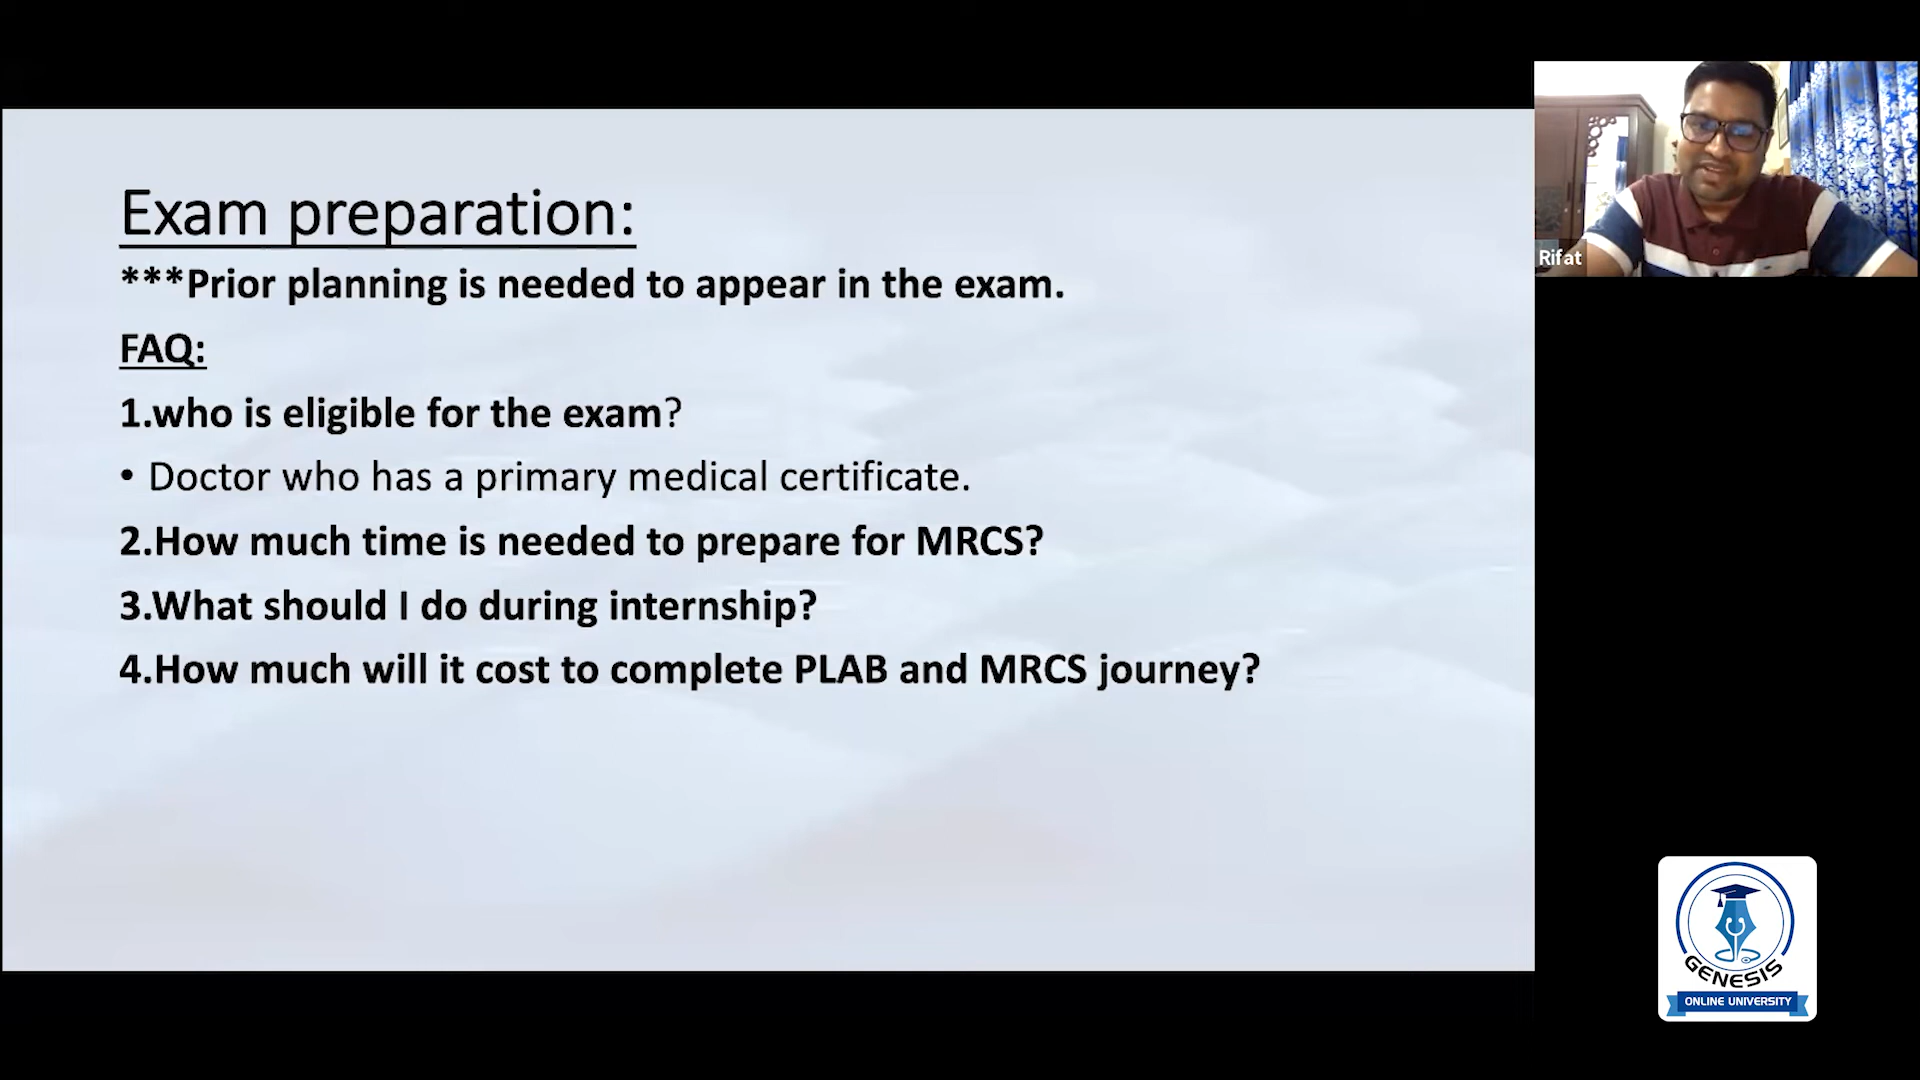 Exam preparation:
***Prior planning is needed to appear in the exam.
FAQ:
1.who is eligible for the exam?
• Doctor who has a primary medical certificate.
2.How much time is needed to prepare for MRCS?
3.What should I do during internship?
4.How much will it cost to complete PLAB and MRCS journey?
Rifat
GENESIS
ONLINE UNIVERSITY